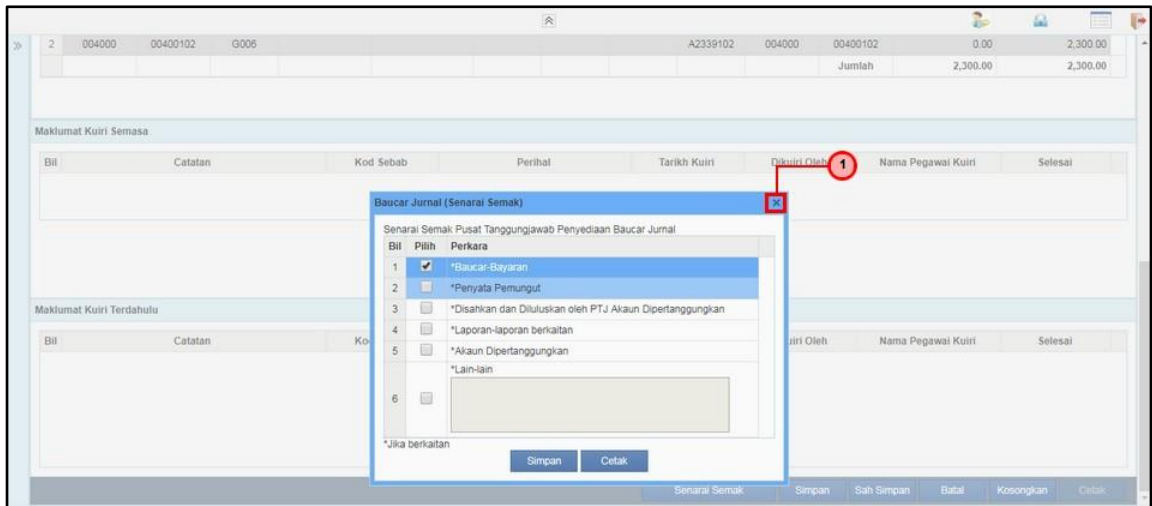 2 004000 00400102 G006 A2339102 004000 00400102 0.00 2,300.00
Jumlah 2,300.00 2,300.00
Maklumat Kuiri Semasa
Bil Catatan Kod Sebab Perihal Tarikh Kuiri Dikuiri Oleh Nama Pegawai Kuiri Selesai
1
Baucar Jurnal (Senarai Semak)
Senarai Semak Pusat Tanggungjawab Penyediaan Baucar Jurnal
Bil Pilih Perkara
1 *Baucar-Bayaran
2 *Penyata Pemungut
3 *Disahkan dan Diluluskan oleh PTJ Akaun Dipertanggungkan
4 *Laporan-laporan berkaitan
5 *Akaun Dipertanggungkan
*Lain-lain
6
*Jika berkaitan
Simpan Cetak
Maklumat Kuiri Terdahulu
Bil Catatan Ko uiri Oleh Nama Pegawai Kuiri Selesai
Senarai Semak Simpan Sah Simpan Batal Kosongkan Cetak